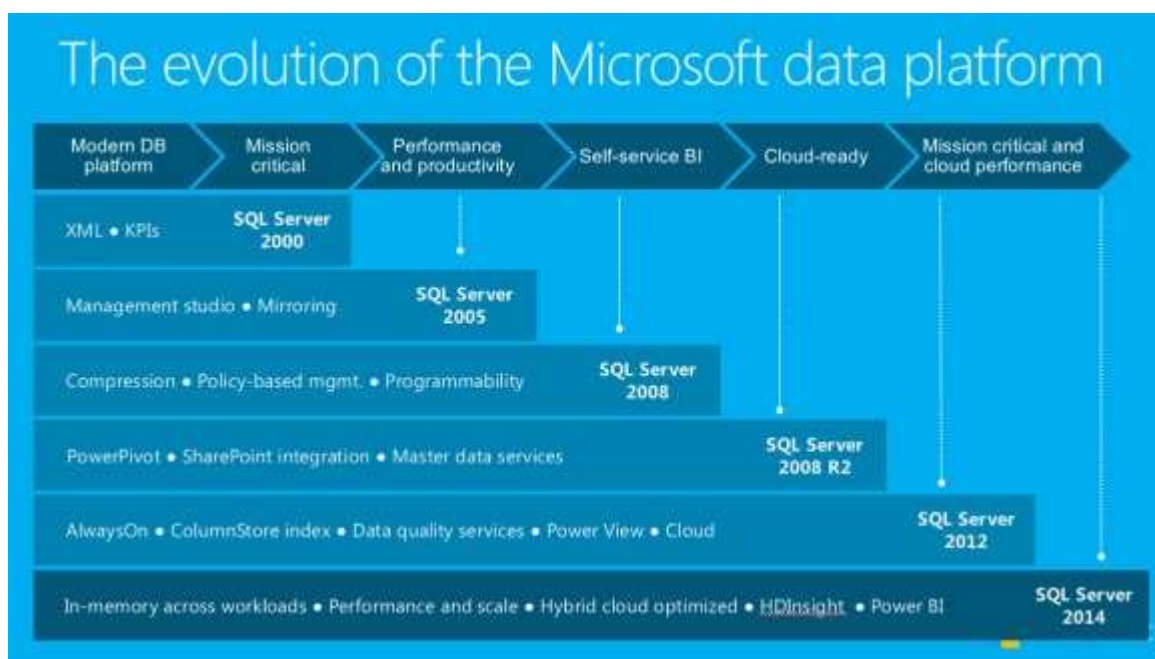 The evolution of the Microsoft data platform
Modern DB
platform
Mission
critical
Performance
and productivity
Self-service BI
Cloud-ready
Mission critical and
cloud performance
XML ● KPIs
SQL Server
2000
Management studio ● Mirroring
SQL Server
2005
Compression ● Policy-based mgmt. ● Programmability
SQL Server
2008
PowerPivot ● SharePoint integration ● Master data services
SQL Server
2008 R2
AlwaysOn ● ColumnStore index ● Data quality services ● Power View ● Cloud
SQL Server
2012
In-memory across workloads ● Performance and scale ● Hybrid cloud optimized ● HDInsight ● Power BI
SQL Server
2014